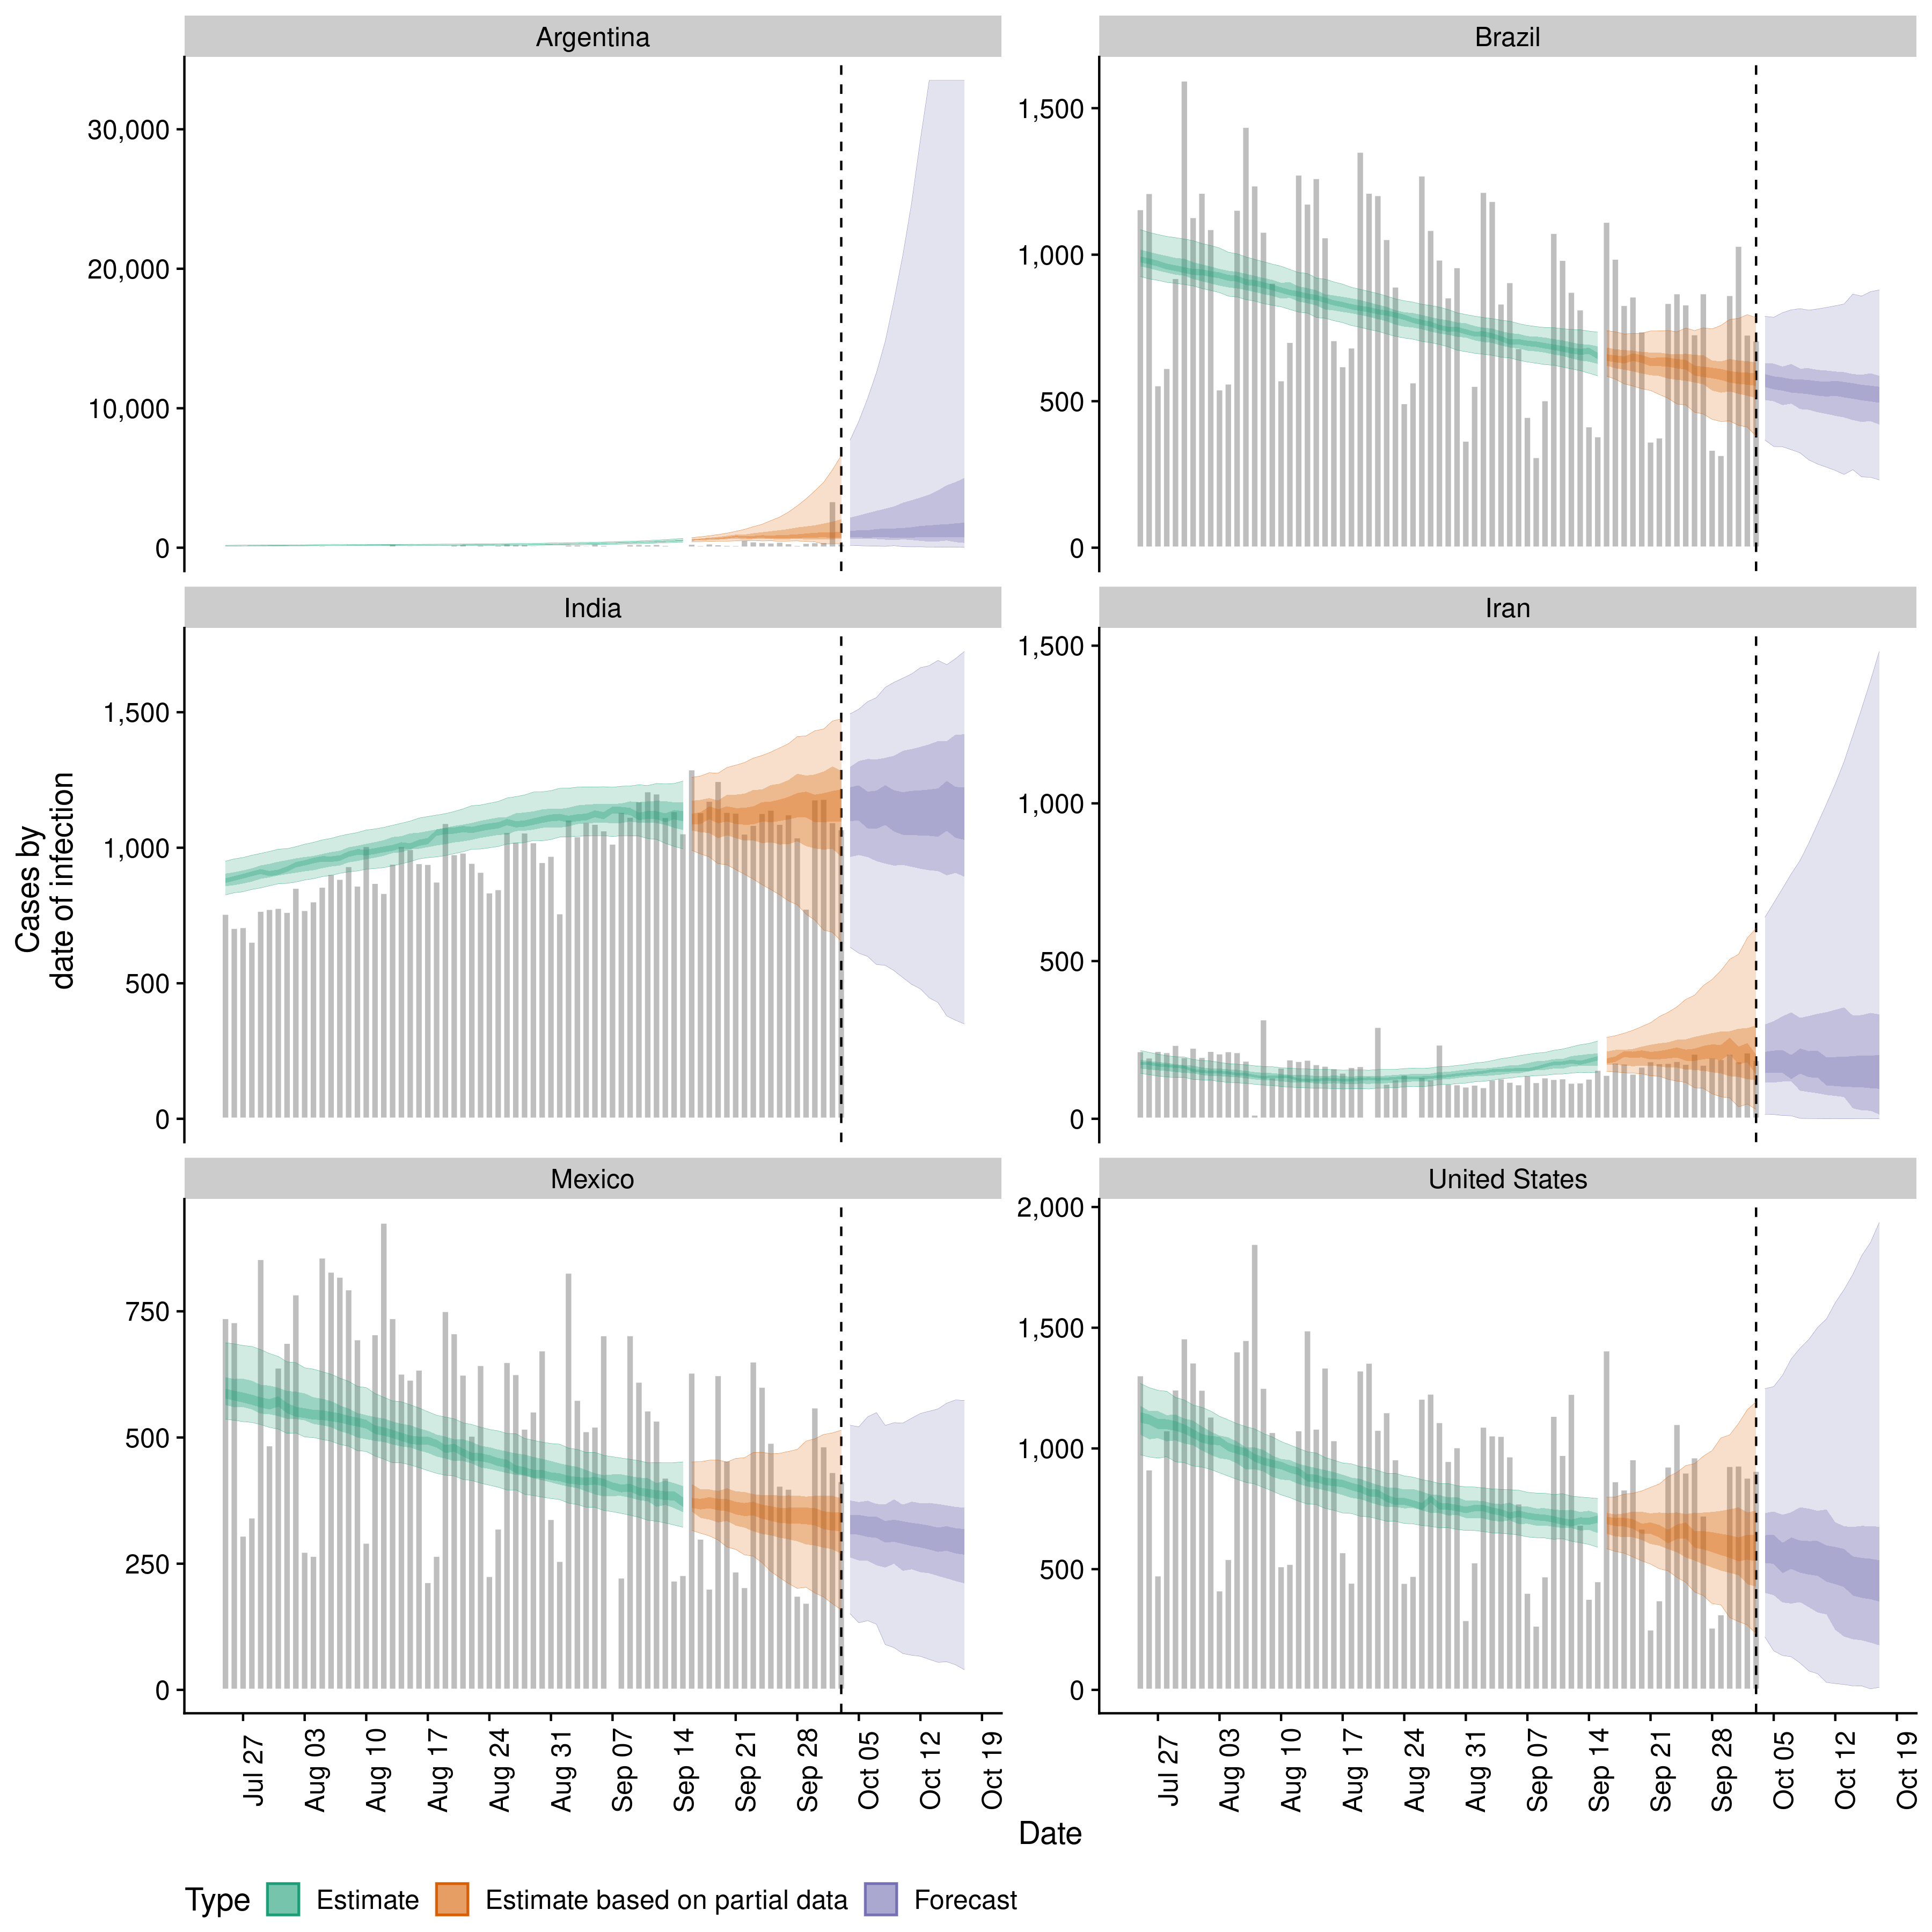 Argentina
Brazil
30,000
20,000
10,000
0
1,500
1,000
500
0
India
Iran
1,500
1,000
500
0
1,500
1,000
500
0
Mexico
United States
750
500
250
0
2,000
1,500
1,000
500
0
Cases by
date of infection
Jul 27
Aug 03
Aug 10
Aug 17
Aug 24
Aug 31
Sep 07
Sep 14
Sep 21
Sep 28
Oct 05
Oct 12
Oct 19
Jul 27
Aug 03
Aug 10
Aug 17
Aug 24
Aug 31
Sep 07
Sep 14
Sep 21
Sep 28
Oct 05
Oct 12
Oct 19
Date
Type Estimate Estimate based on partial data Forecast